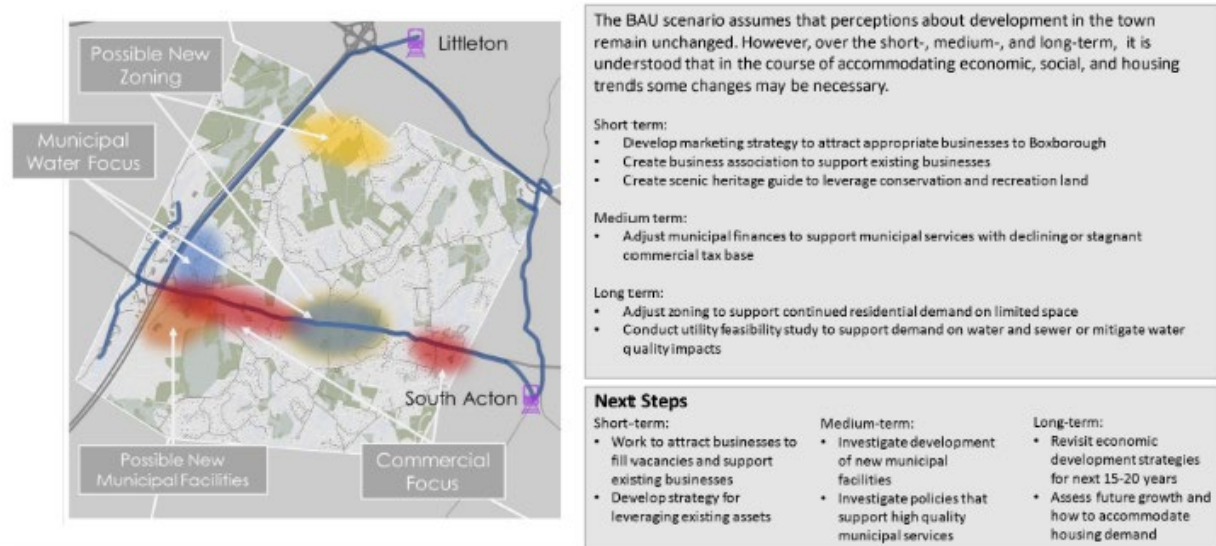 Possible New
Zoning
Littleton
Municipal
Water Focus
South Acton
Possible New
Municipal Facilities
Commercial
Focus
The BAU scenario assumes that perceptions about development in the town
remain unchanged. However, over the short-, medium-, and long-term, it is
understood that in the course of accommodating economic, social, and housing
trends some changes may be necessary.
Short term:
• Develop marketing strategy to attract appropriate businesses to Boxborough
• Create business association to support existing businesses
• Create scenic heritage guide to leverage conservation and recreation land
Medium term:
• Adjust municipal finances to support municipal services with declining or stagnant
commercial tax base
Long term:
• Adjust zoning to support continued residential demand on limited space
• Conduct utility feasibility study to support demand on water and sewer or mitigate water
quality impacts
Next Steps
Short-term:
• Work to attract businesses to
fill vacancies and support
existing businesses
• Develop strategy for
leveraging existing assets
Medium-term:
• Investigate development
of new municipal
facilities
• Investigate policies that
support high quality
municipal services
Long-term:
• Revisit economic
development strategies
for next 15-20 years
• Assess future growth and
how to accommodate
housing demand